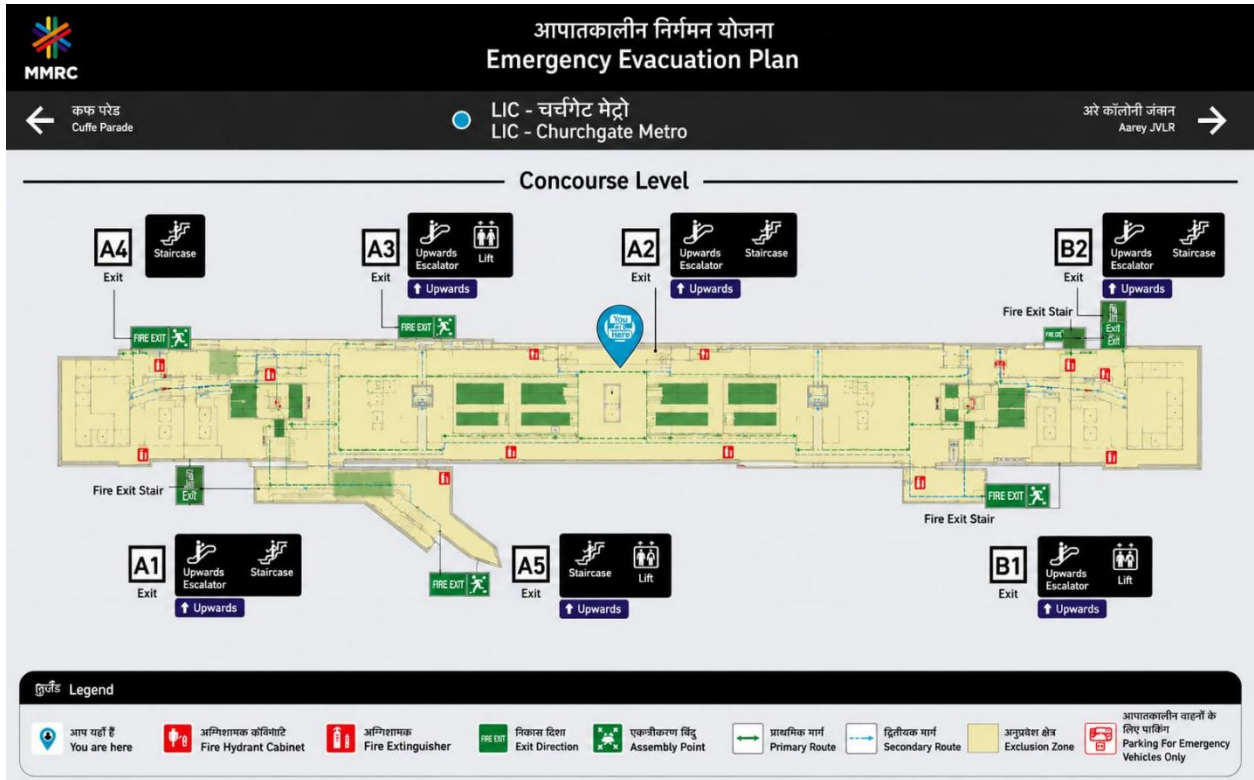 MMRC
आपातकालीन निर्गमन योजना
Emergency Evacuation Plan
कफ परेड
Cuffe Parade
LIC - चर्चगेट मेट्रो
LIC - Churchgate Metro
अरे कॉलोनी जंक्शन
Aarey JVLR
Concourse Level
A4
Exit
Staircase
A3
Exit
Upwards
Escalator
Lift
Upwards
A2
Exit
Upwards
Escalator
Staircase
Upwards
B2
Exit
Upwards
Escalator
Staircase
Upwards
Fire Exit Stair
FIRE EXIT
FIRE EXIT
You
are
Here
Exit
Exit
Fire Exit Stair
Exit
FIRE EXIT
Fire Exit Stair
A1
Exit
Upwards
Escalator
Staircase
Upwards
FIRE EXIT
A5
Exit
Staircase
Lift
Upwards
B1
Exit
Upwards
Escalator
Lift
Upwards
Legend
आप यहाँ हैं
You are here
अग्निशामक
Fire Hydrant Cabinet
अग्निशामक
Fire Extinguisher
FIRE EXIT
निकास दिशा
Exit Direction
एकत्रीकरण बिंदु
Assembly Point
प्राथमिक मार्ग
Primary Route
द्वितीयक मार्ग
Secondary Route
अनुप्रवेश क्षेत्र
Exclusion Zone
आपातकालीन वाहनों के
लिए पार्किंग
Parking For Emergency
Vehicles Only